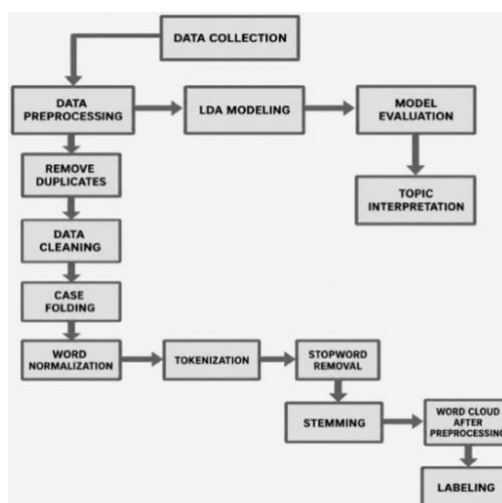 DATA COLLECTION
DATA
PREPROCESSING
LDA MODELING
MODEL
EVALUATION
REMOVE
DUPLICATES
TOPIC
INTERPRETATION
DATA
CLEANING
CASE
FOLDING
WORD
NORMALIZATION
TOKENIZATION
STOPWORD
REMOVAL
STEMMING
WORD CLOUD
AFTER
PREPROCESSING
LABELING